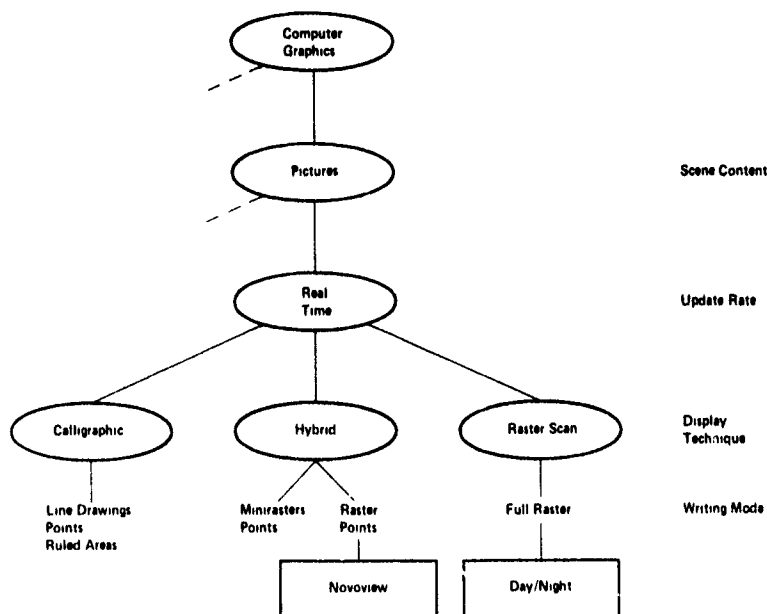 Computer
Graphics
Pictures
Scene Content
Real
Time
Update Rate
Calligraphic
Hybrid
Raster Scan
Display
Technique
Line Drawings
Points
Ruled Areas
Minirasters
Points
Raster
Points
Full Raster
Writing Mode
Novoview
Day/Night